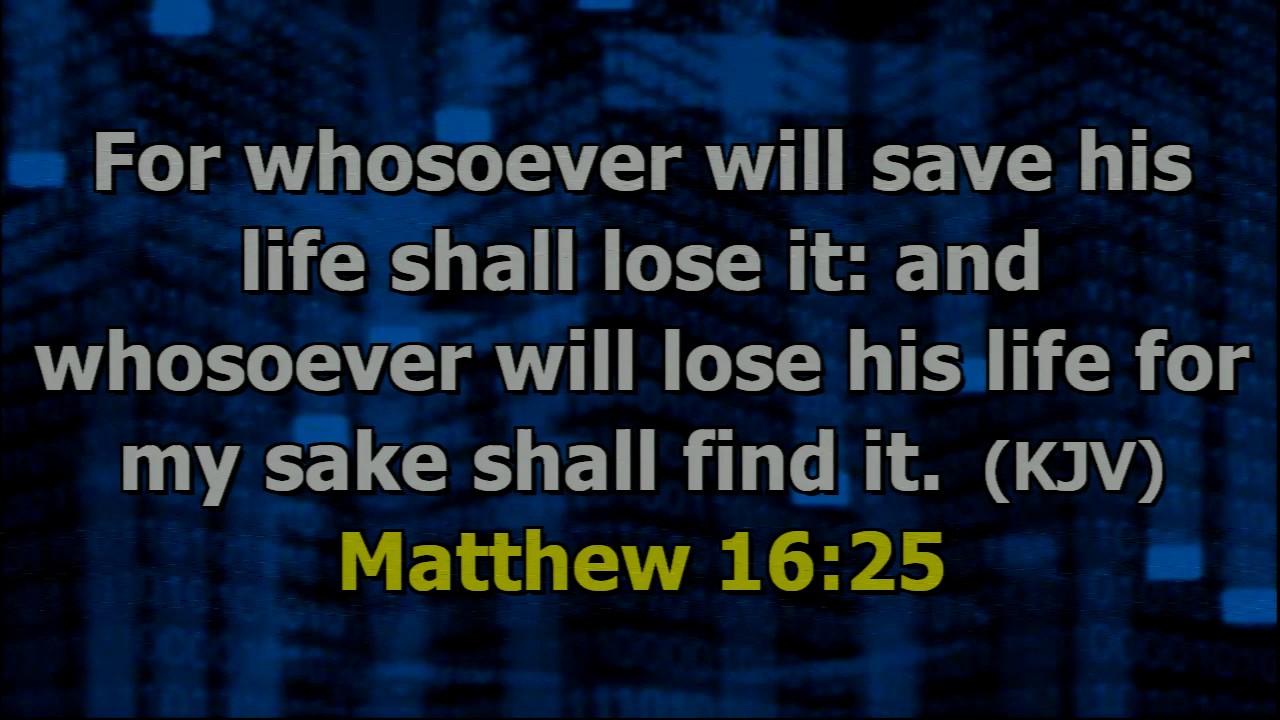 For whosoever will save his
life shall lose it: and
whosoever will lose his life for
my sake shall find it. (KJV)
Matthew 16:25